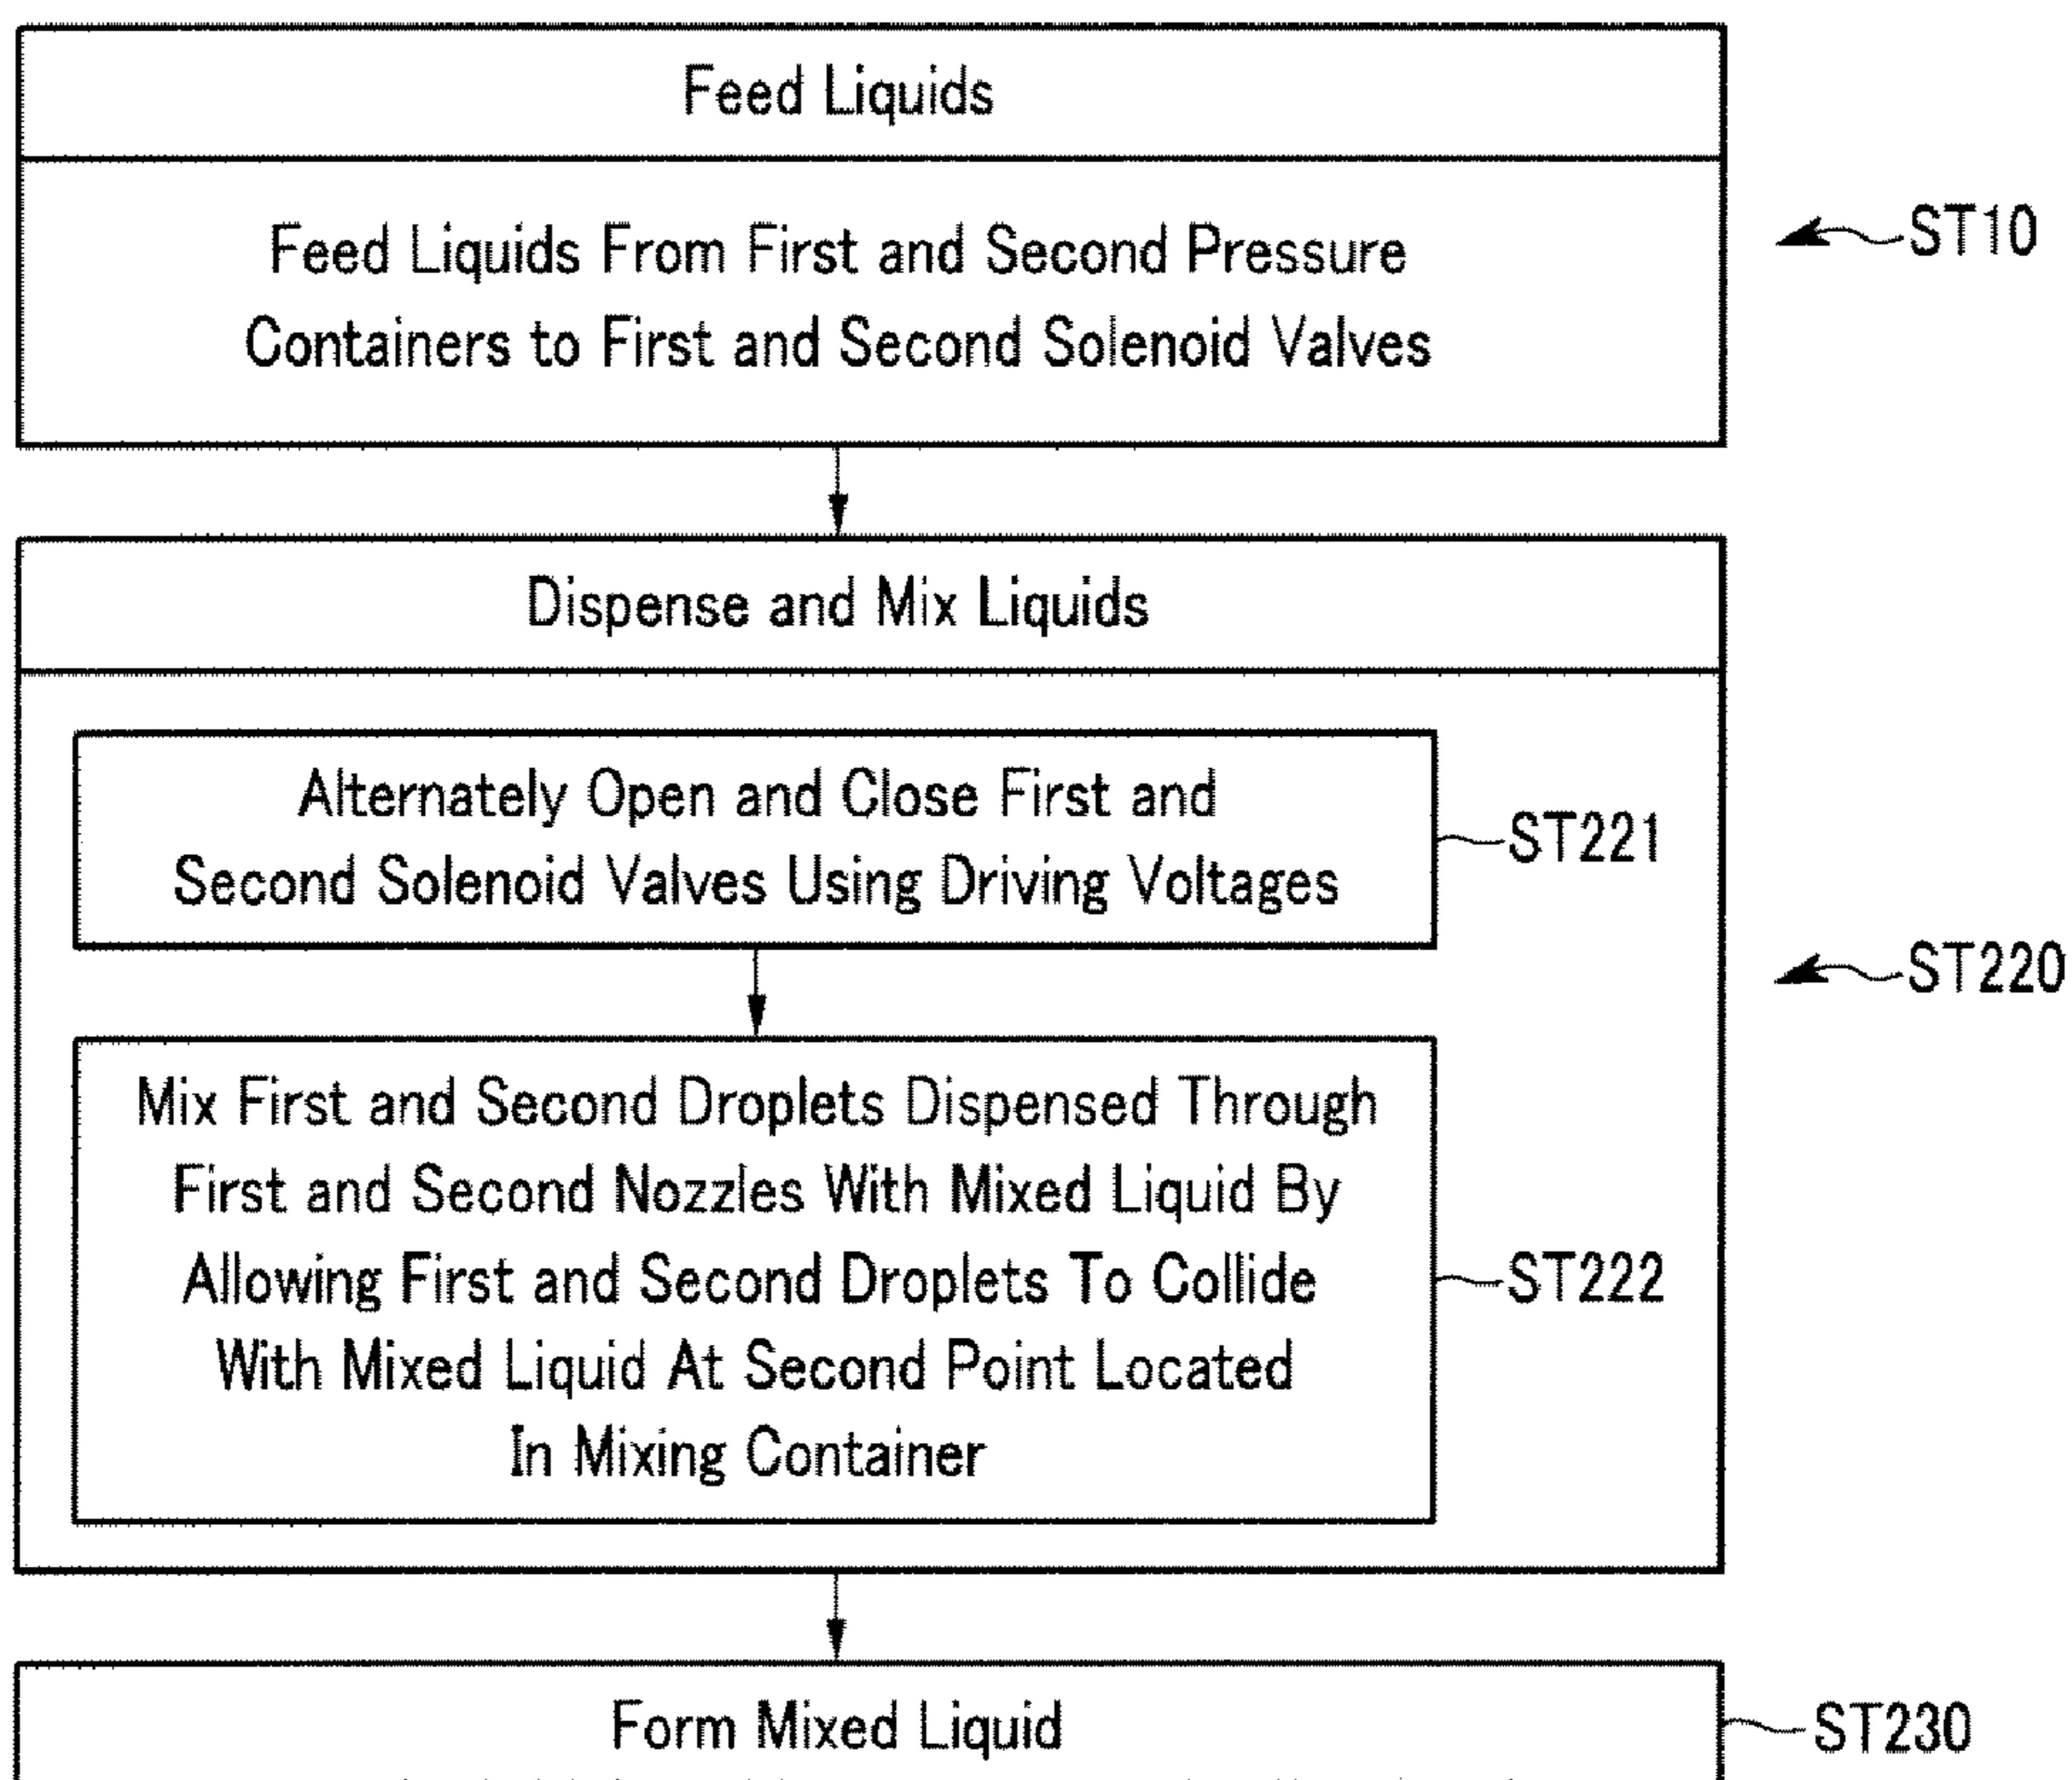 Feed Liquids
Feed Liquids From First and Second Pressure
Containers to First and Second Solenoid Valves
ST10
Dispense and Mix Liquids
Alternately Open and Close First and
Second Solenoid Valves Using Driving Voltages
ST221
ST220
Mix First and Second Droplets Dispensed Through
First and Second Nozzles With Mixed Liquid By
Allowing First and Second Droplets To Collide
With Mixed Liquid At Second Point Located
In Mixing Container
ST222
Form Mixed Liquid
ST230